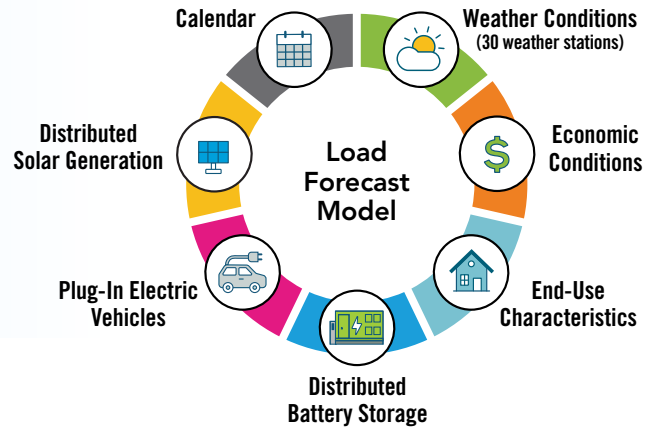 Calendar
Weather Conditions
(30 weather stations)
Distributed
Solar Generation
Load
Forecast
Model
$
Economic
Conditions
Plug-In Electric
Vehicles
End-Use
Characteristics
Distributed
Battery Storage